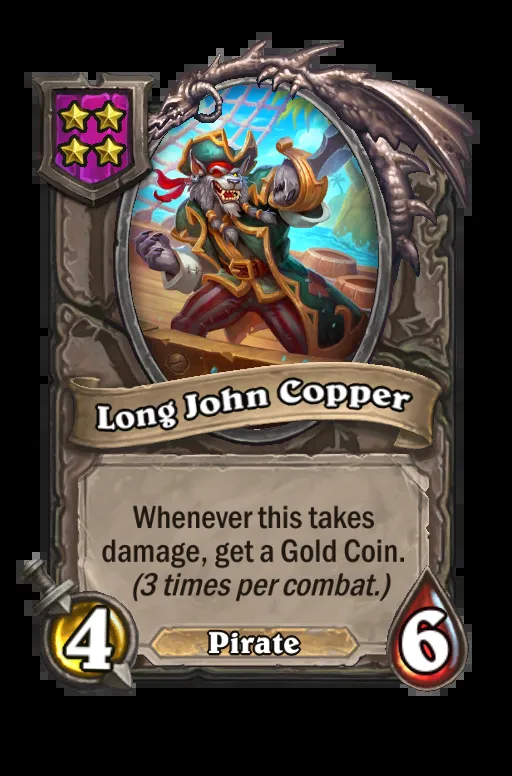 Long John Copper
Whenever this takes
damage, get a Gold Coin.
(3 times per combat.)
4
Pirate
6